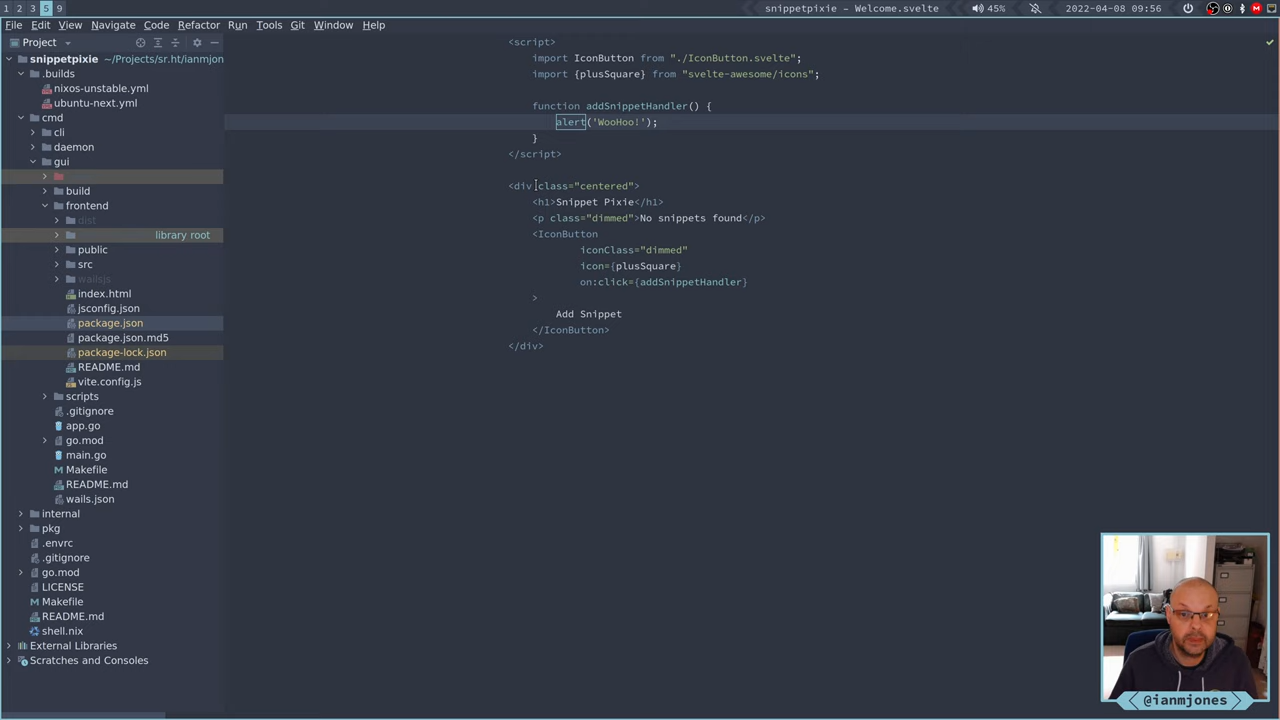 1 2 3 4 5 9
snippetpixie - Welcome.svelte
45%
2022-04-08 09:56
File Edit View Navigate Code Refactor Run Tools Git Window Help
Project
snippetpixie ~/Projects/sr.ht/ianmjon
.builds
nixos-unstable.yml
ubuntu-next.yml
cmd
cli
daemon
gui
build
frontend
dist
library root
public
src
wailsjs
index.html
jsconfig.json
package.json
package.json.md5
package-lock.json
README.md
vite.config.js
scripts
.gitignore
app.go
go.mod
main.go
Makefile
README.md
wails.json
internal
pkg
.envrc
.gitignore
go.mod
LICENSE
Makefile
README.md
shell.nix
External Libraries
Scratches and Consoles
<script>
import IconButton from "./IconButton.svelte";
import {plusSquare} from "svelte-awesome/icons";
function addSnippetHandler() {
alert('WooHoo!');
}
</script>
<div class="centered">
<h1>Snippet Pixie</h1>
<p class="dimmed">No snippets found</p>
<IconButton
iconClass="dimmed"
icon={plusSquare}
on:click={addSnippetHandler}
>
Add Snippet
</IconButton>
</div>
@ianmjones